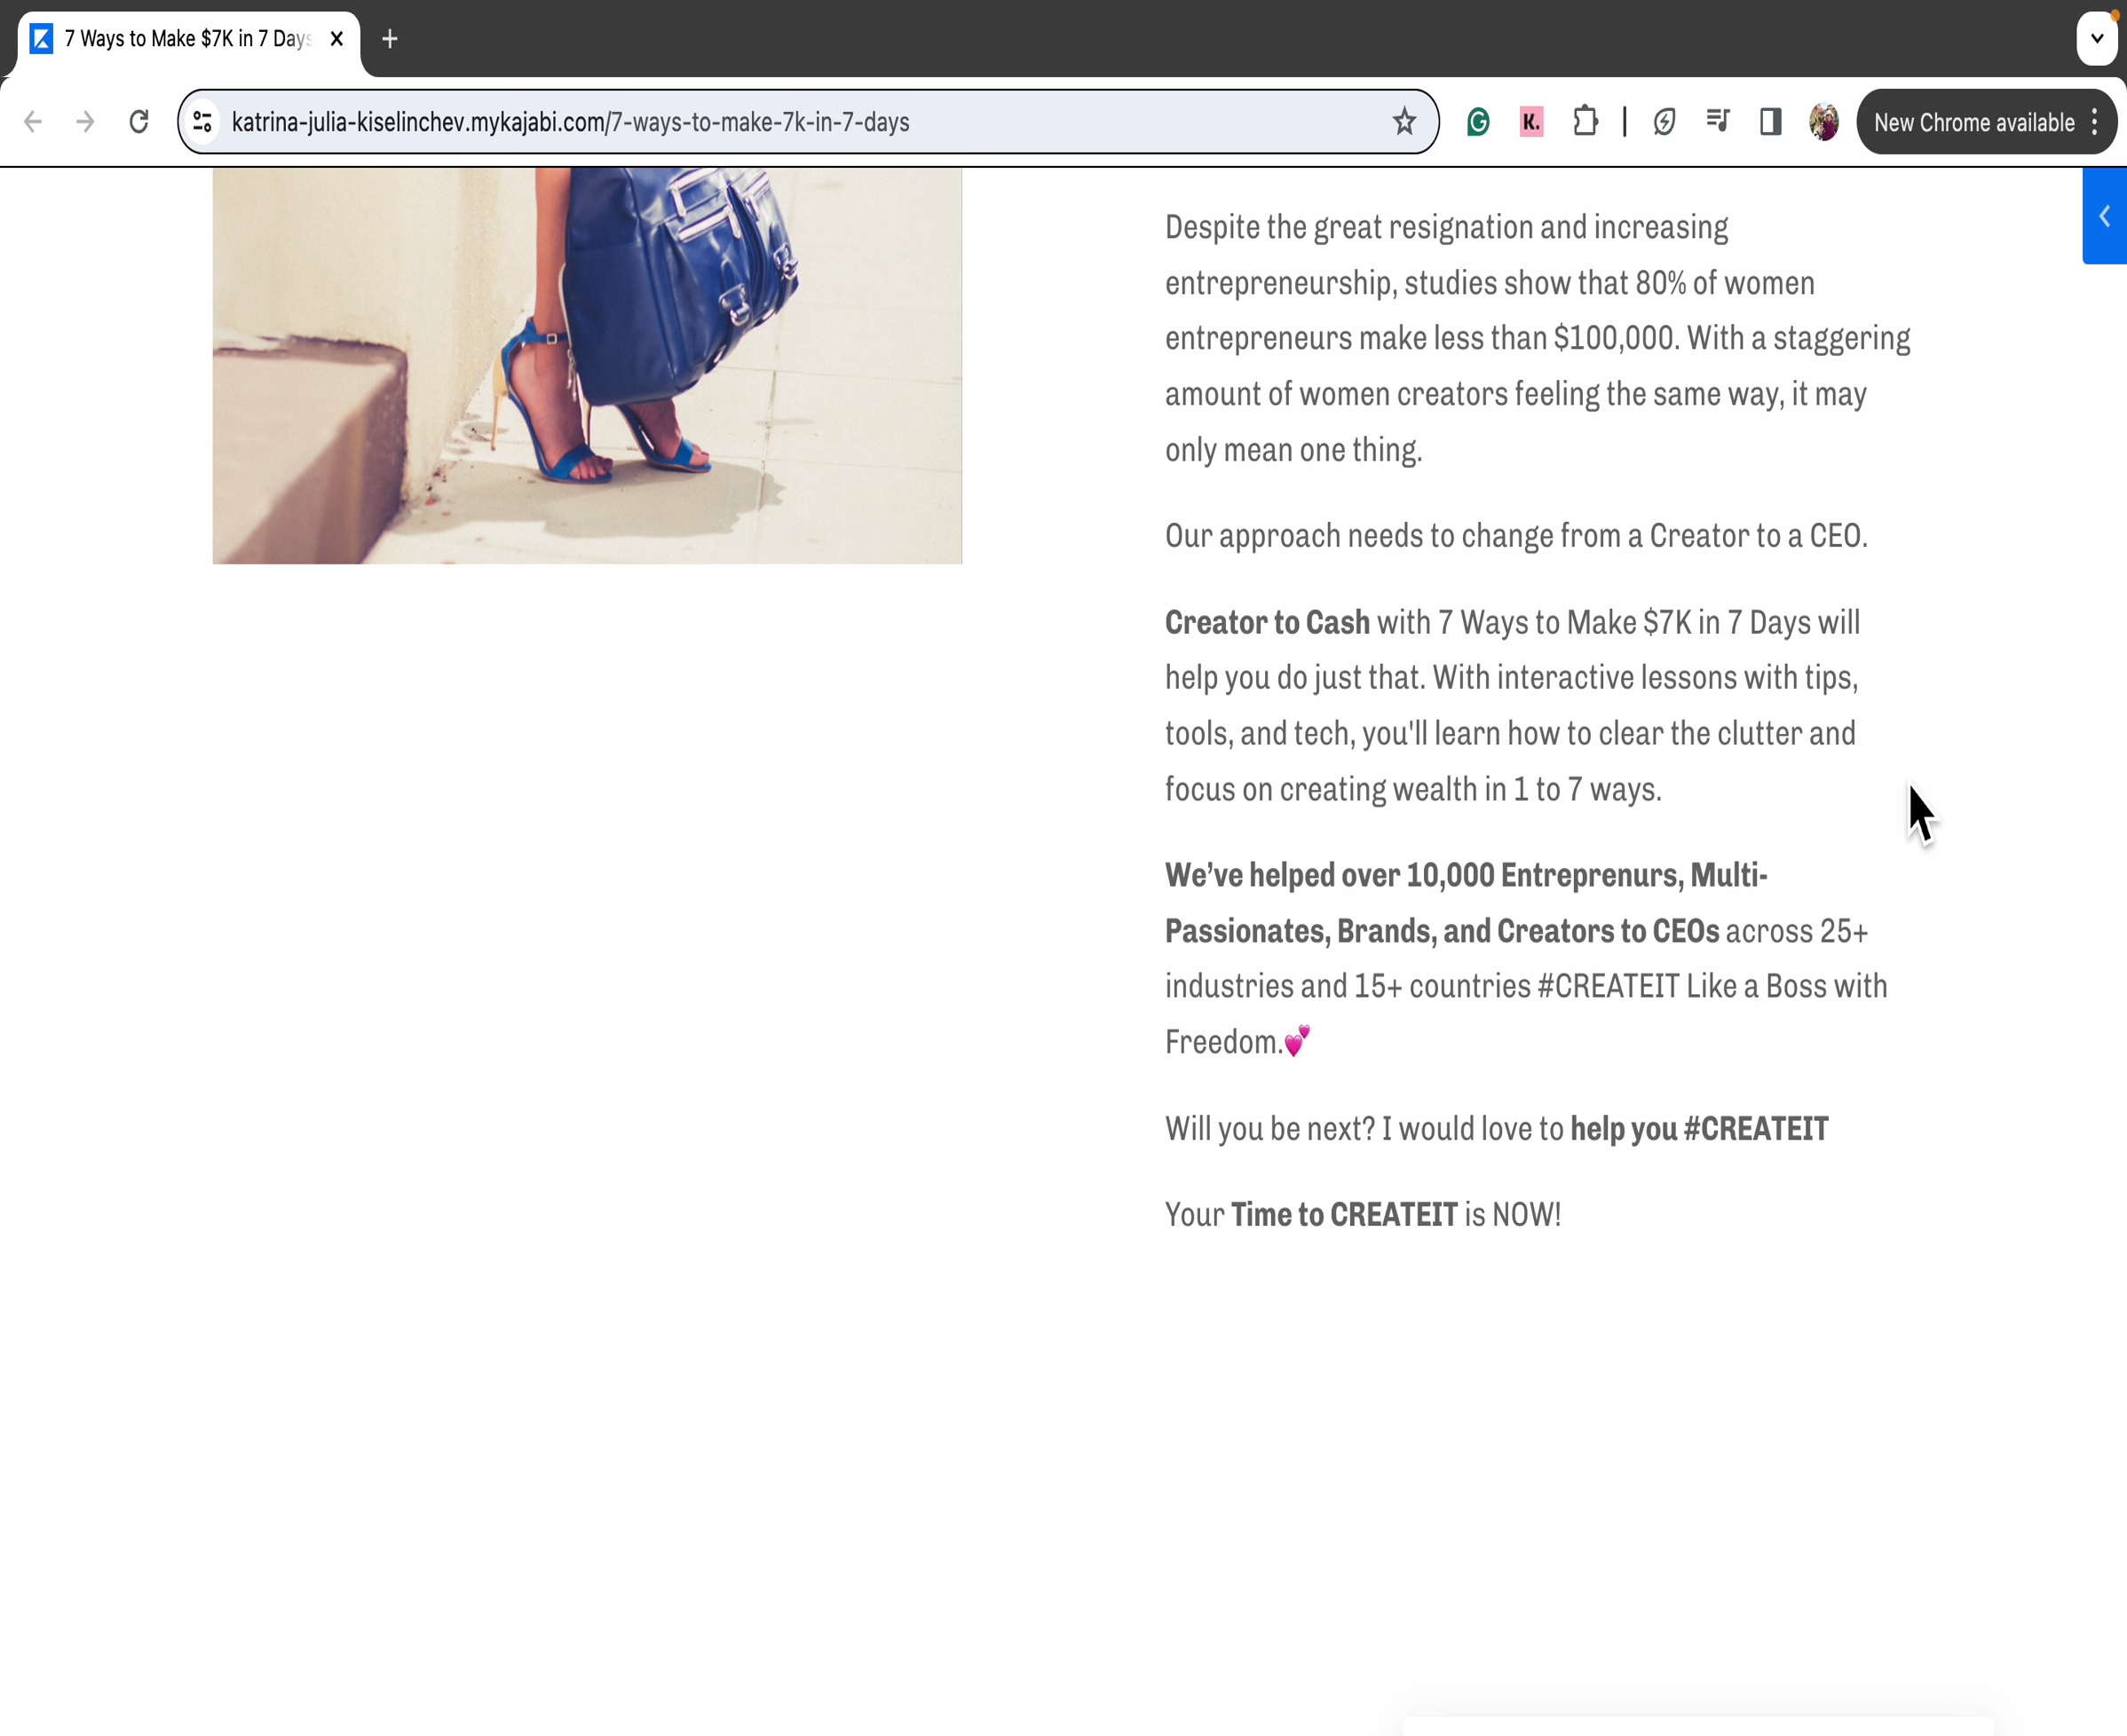 7 Ways to Make $7K in 7 Days
katrina-julia-kiselinchev.mykajabi.com/7-ways-to-make-7k-in-7-days
K.
New Chrome available
Despite the great resignation and increasing
entrepreneurship, studies show that 80% of women
entrepreneurs make less than $100,000. With a staggering
amount of women creators feeling the same way, it may
only mean one thing.
Our approach needs to change from a Creator to a CEO.
Creator to Cash with 7 Ways to Make $7K in 7 Days will
help you do just that. With interactive lessons with tips,
tools, and tech, you'll learn how to clear the clutter and
focus on creating wealth in 1 to 7 ways.
We’ve helped over 10,000 Entreprenurs, Multi-
Passionates, Brands, and Creators to CEOs across 25+
industries and 15+ countries #CREATEIT Like a Boss with
Freedom.💕
Will you be next? I would love to help you #CREATEIT
Your Time to CREATEIT is NOW!